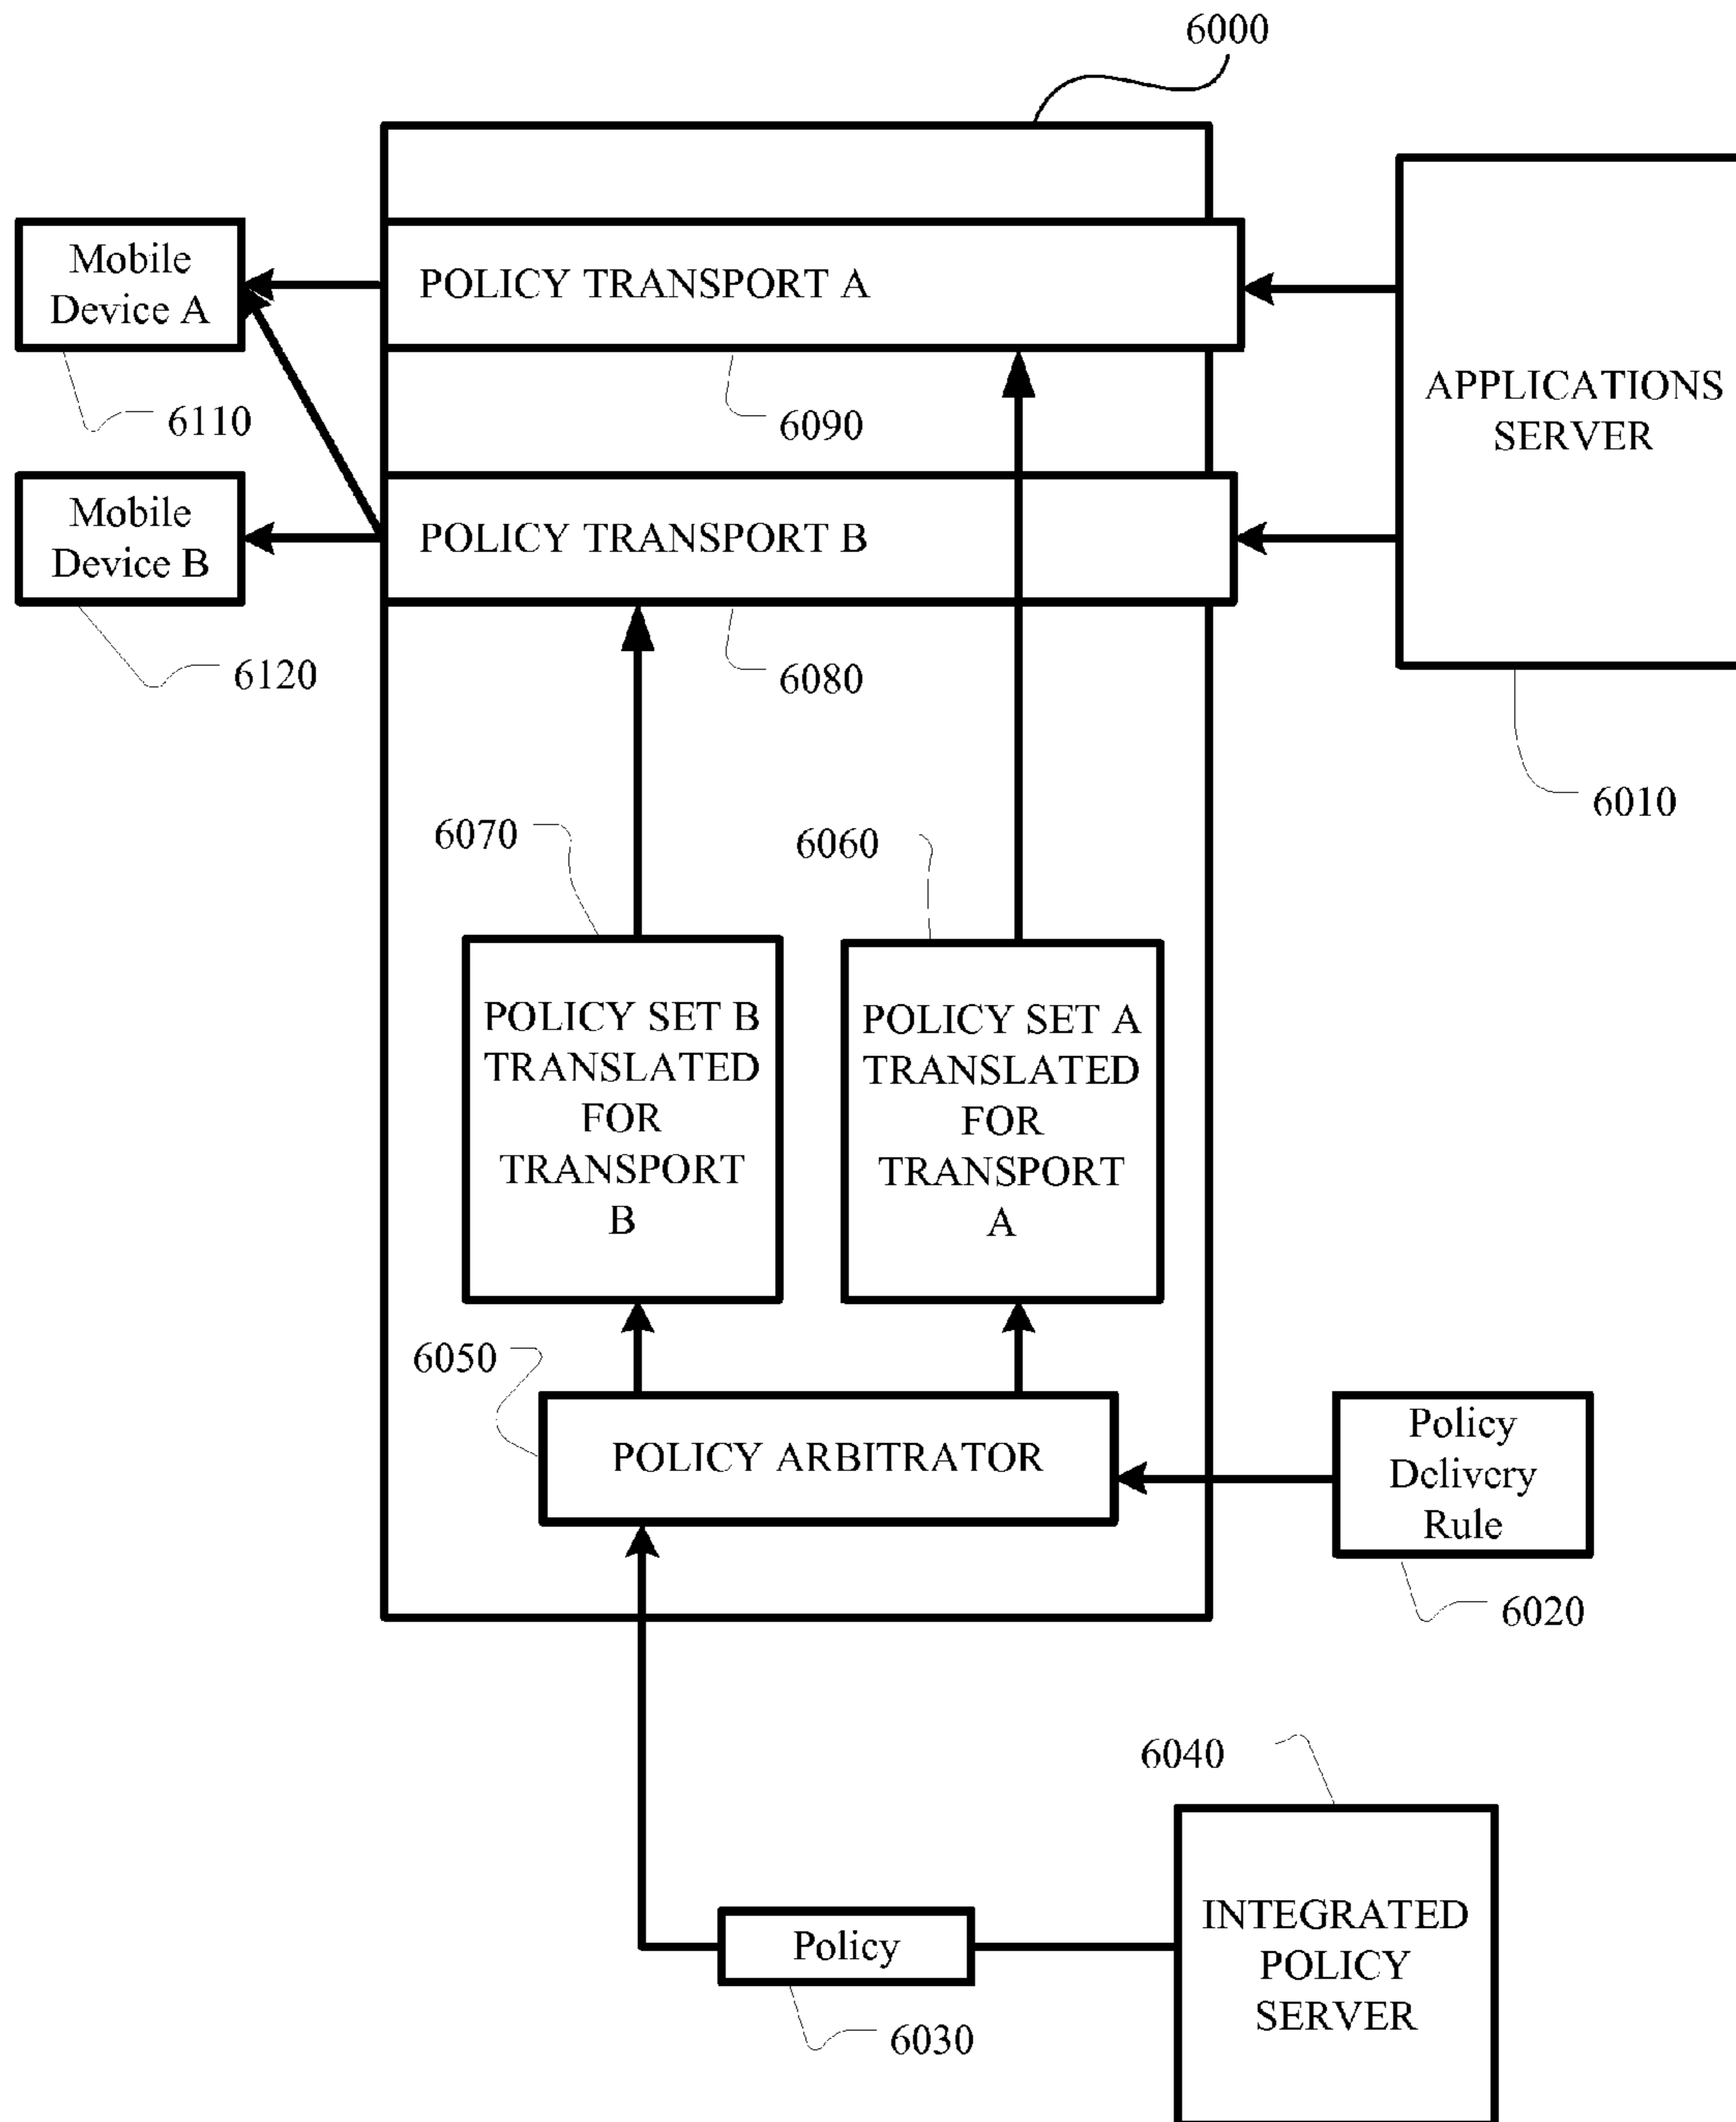 6000
Mobile
Device A
POLICY TRANSPORT A
APPLICATIONS
SERVER
6110
6090
Mobile
Device B
POLICY TRANSPORT B
6120
6080
6010
6070
6060
POLICY SET B
TRANSLATED
FOR
TRANSPORT
B
POLICY SET A
TRANSLATED
FOR
TRANSPORT
A
6050
POLICY ARBITRATOR
Policy
Delivery
Rule
6020
6040
INTEGRATED
POLICY
SERVER
Policy
6030